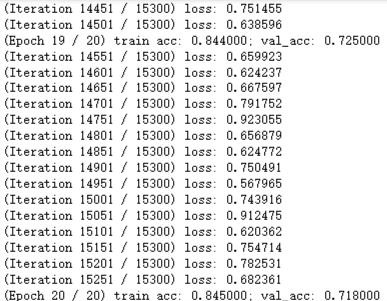 (Iteration 14451 / 15300) loss: 0.751455
(Iteration 14501 / 15300) loss: 0.638596
(Epoch 19 / 20) train acc: 0.844000; val_acc: 0.725000
(Iteration 14551 / 15300) loss: 0.659923
(Iteration 14601 / 15300) loss: 0.624237
(Iteration 14651 / 15300) loss: 0.667597
(Iteration 14701 / 15300) loss: 0.791752
(Iteration 14751 / 15300) loss: 0.923055
(Iteration 14801 / 15300) loss: 0.656879
(Iteration 14851 / 15300) loss: 0.624772
(Iteration 14901 / 15300) loss: 0.750491
(Iteration 14951 / 15300) loss: 0.567965
(Iteration 15001 / 15300) loss: 0.743916
(Iteration 15051 / 15300) loss: 0.912475
(Iteration 15101 / 15300) loss: 0.620362
(Iteration 15151 / 15300) loss: 0.754714
(Iteration 15201 / 15300) loss: 0.782531
(Iteration 15251 / 15300) loss: 0.682361
(Epoch 20 / 20) train acc: 0.845000; val_acc: 0.718000